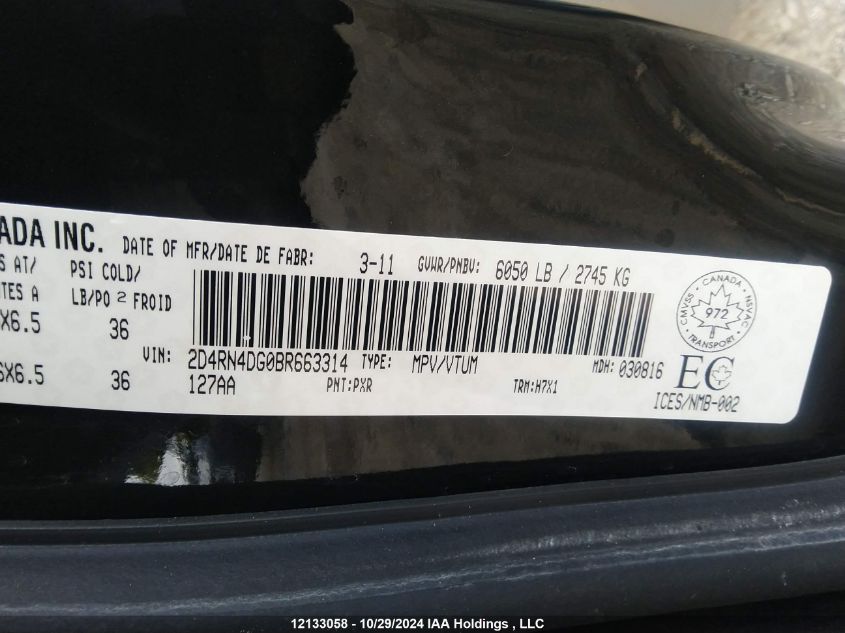 ADA INC. DATE OF MFR/DATE DE FABR: 3-11 GVWR/PNBV: 6050 LB / 2745 KG
S AT/ PSI COLD/
TES A LB/PO 2 FROID
X6.5 36
VIN: 2D4RN4DG0BR663314 TYPE: MPV/VTUM MDH: 030816
6X6.5 36 127AA PNT:PXR TRM:H7X1
CANADA
CMVSS 972 NSVAC
TRANSPORT
EC
ICES/NMB-002
12133058 - 10/29/2024 IAA Holdings , LLC